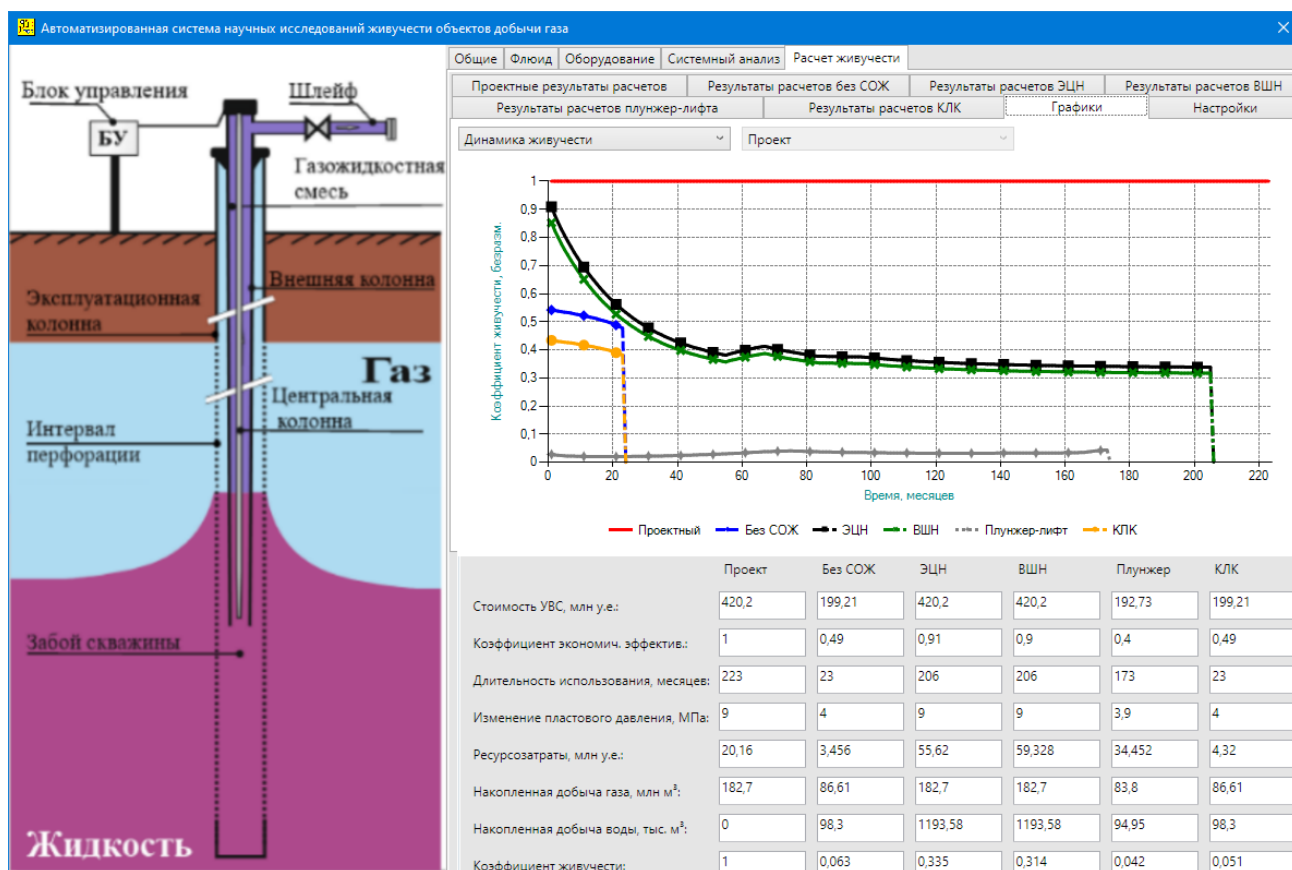 Автоматизированная система научных исследований живучести объектов добычи газа
Блок управления
Шлейф
БУ
Газожидкостная
смесь
Внешняя колонна
Эксплуатационная
колонна
Газ
Центральная
колонна
Интервал
перфорации
Забой скважины
Жидкость
Общие Флюид Оборудование Системный анализ Расчет живучести
Проектные результаты расчетов Результаты расчетов без СОЖ Результаты расчетов ЭЦН Результаты расчетов ВШН
Результаты расчетов плунжер-лифта Результаты расчетов КЛК Графики Настройки
Динамика живучести Проект
Коэффициент живучести, безразм.
1
0,9
0,8
0,7
0,6
0,5
0,4
0,3
0,2
0,1
0
0 20 40 60 80 100 120 140 160 180 200 220
Время, месяцев
Проектный Без СОЖ ЭЦН ВШН Плунжер-лифт КЛК
Проект Без СОЖ ЭЦН ВШН Плунжер КЛК
Стоимость УВС, млн у.е.: 420,2 199,21 420,2 420,2 192,73 199,21
Коэффициент экономич. эффектив.: 1 0,49 0,91 0,9 0,4 0,49
Длительность использования, месяцев: 223 23 206 206 173 23
Изменение пластового давления, МПа: 9 4 9 9 3,9 4
Ресурсозатраты, млн у.е.: 20,16 3,456 55,62 59,328 34,452 4,32
Накопленная добыча газа, млн м³: 182,7 86,61 182,7 182,7 83,8 86,61
Накопленная добыча воды, тыс. м³: 0 98,3 1193,58 1193,58 94,95 98,3
Коэффициент живучести: 1 0,063 0,335 0,314 0,042 0,051